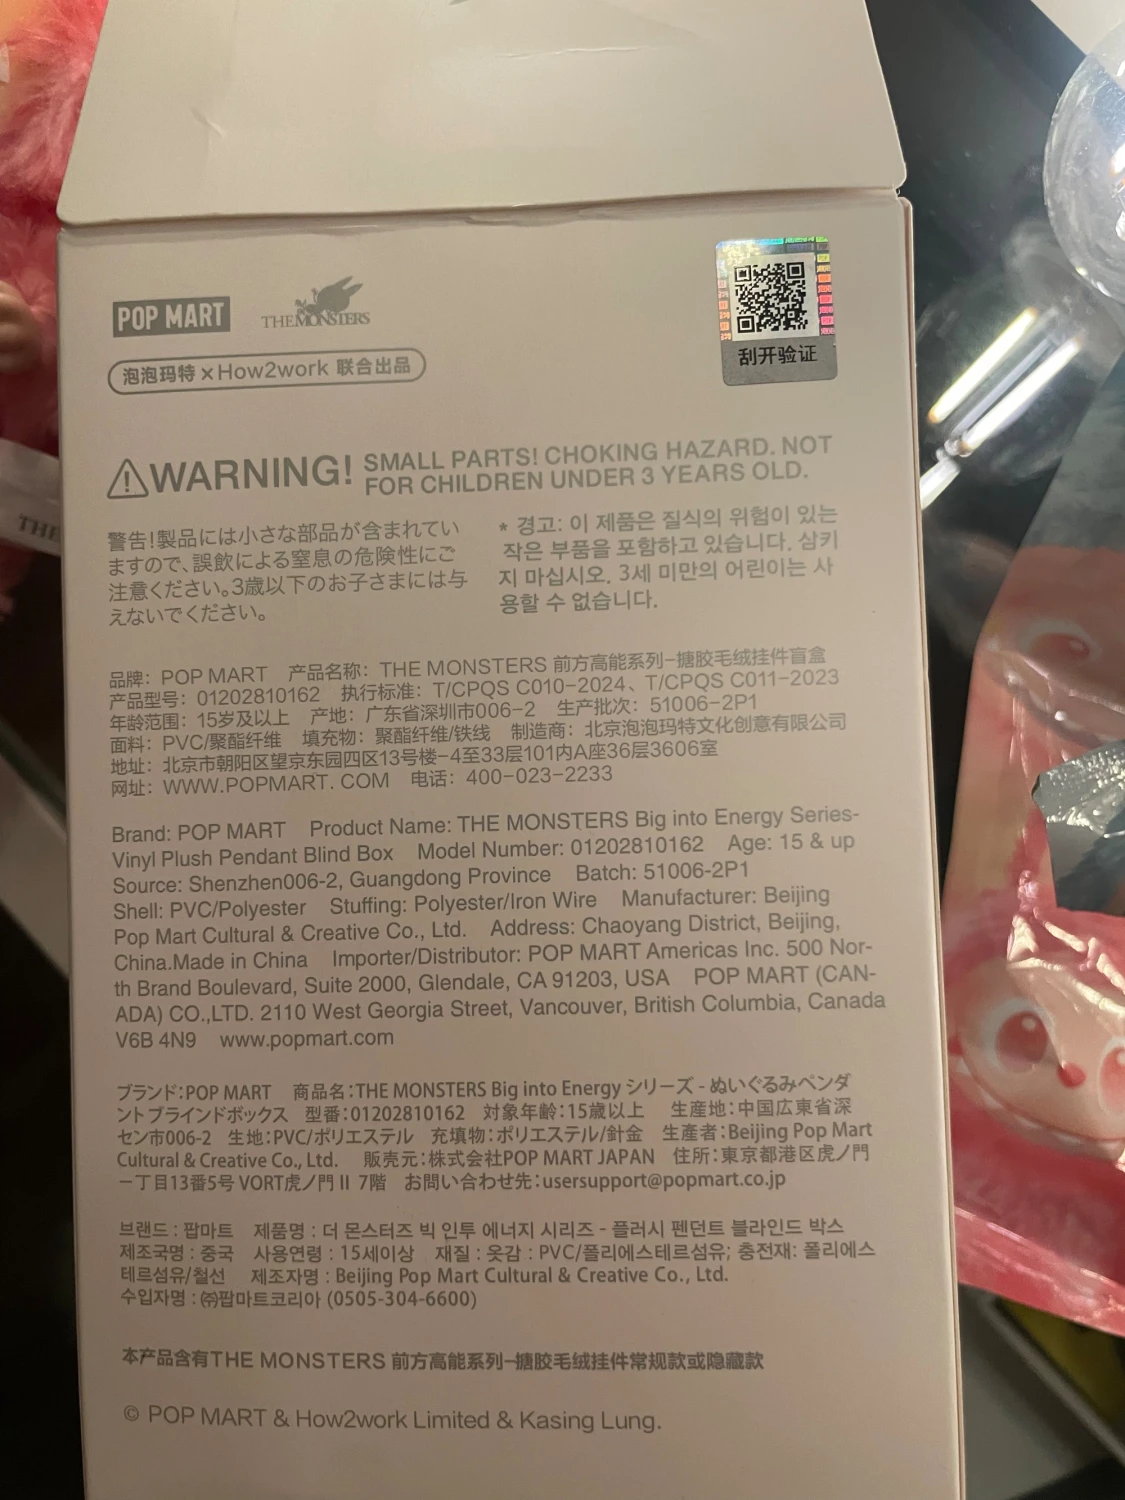 POP MART
THE MONSTERS
泡泡玛特×How2work 联合出品
刮开验证
WARNING! SMALL PARTS! CHOKING HAZARD. NOT
FOR CHILDREN UNDER 3 YEARS OLD.
警告!製品には小さな部品が含まれてい
ますので、誤飲による窒息の危険性にご
注意ください。3歳以下のお子さまには与
えないでください。
* 경고: 이 제품은 질식의 위험이 있는
작은 부품을 포함하고 있습니다. 삼키
지 마십시오. 3세 미만의 어린이는 사
용할 수 없습니다.
品牌: POP MART 产品名称: THE MONSTERS 前方高能系列-搪胶毛绒挂件盲盒
产品型号: 01202810162 执行标准: T/CPQS C010-2024、T/CPQS C011-2023
年龄范围: 15岁及以上 产地: 广东省深圳市006-2 生产批次: 51006-2P1
面料: PVC/聚酯纤维 填充物: 聚酯纤维/铁线 制造商: 北京泡泡玛特文化创意有限公司
地址: 北京市朝阳区望京东园四区13号楼-4至33层101内A座36层3606室
网址: WWW.POPMART. COM 电话: 400-023-2233
Brand: POP MART Product Name: THE MONSTERS Big into Energy Series-
Vinyl Plush Pendant Blind Box Model Number: 01202810162 Age: 15 & up
Source: Shenzhen006-2, Guangdong Province Batch: 51006-2P1
Shell: PVC/Polyester Stuffing: Polyester/Iron Wire Manufacturer: Beijing
Pop Mart Cultural & Creative Co., Ltd. Address: Chaoyang District, Beijing,
China.Made in China Importer/Distributor: POP MART Americas Inc. 500 Nor-
th Brand Boulevard, Suite 2000, Glendale, CA 91203, USA POP MART (CAN-
ADA) CO.,LTD. 2110 West Georgia Street, Vancouver, British Columbia, Canada
V6B 4N9 www.popmart.com
ブランド:POP MART 商品名:THE MONSTERS Big into Energy シリーズ - ぬいぐるみペンダ
ントブラインドボックス 型番:01202810162 対象年齢:15歳以上 生産地:中国広東省深
セン市006-2 生地:PVC/ポリエステル 充填物:ポリエステル/針金 生産者:Beijing Pop Mart
Cultural & Creative Co., Ltd. 販売元:株式会社POP MART JAPAN 住所:東京都港区虎ノ門
一丁目13番5号 VORT虎ノ門 II 7階 お問い合わせ先:usersupport@popmart.co.jp
브랜드 : 팝마트 제품명 : 더 몬스터즈 빅 인투 에너지 시리즈 - 플러시 펜던트 블라인드 박스
제조국명 : 중국 사용연령 : 15세이상 재질 : 옷감 : PVC/폴리에스테르섬유; 충전재: 폴리에스
테르섬유/철선 제조자명 : Beijing Pop Mart Cultural & Creative Co., Ltd.
수입자명 : ㈜팝마트코리아 (0505-304-6600)
本产品含有THE MONSTERS 前方高能系列-搪胶毛绒挂件常规款或隐藏款
© POP MART & How2work Limited & Kasing Lung.
THE